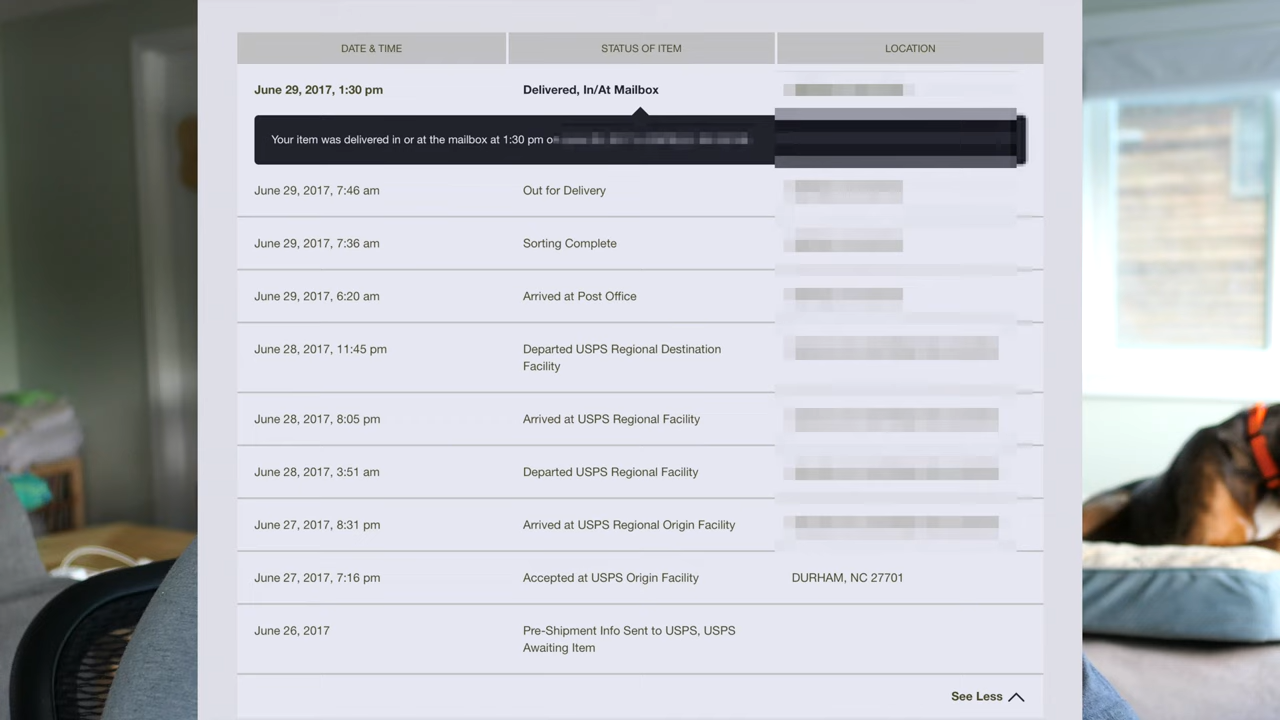 DATE & TIME STATUS OF ITEM LOCATION
June 29, 2017, 1:30 pm Delivered, In/At Mailbox
Your item was delivered in or at the mailbox at 1:30 pm
June 29, 2017, 7:46 am Out for Delivery
June 29, 2017, 7:36 am Sorting Complete
June 29, 2017, 6:20 am Arrived at Post Office
June 28, 2017, 11:45 pm Departed USPS Regional Destination
Facility
June 28, 2017, 8:05 pm Arrived at USPS Regional Facility
June 28, 2017, 3:51 am Departed USPS Regional Facility
June 27, 2017, 8:31 pm Arrived at USPS Regional Origin Facility
June 27, 2017, 7:16 pm Accepted at USPS Origin Facility DURHAM, NC 27701
June 26, 2017 Pre-Shipment Info Sent to USPS, USPS
Awaiting Item
See Less